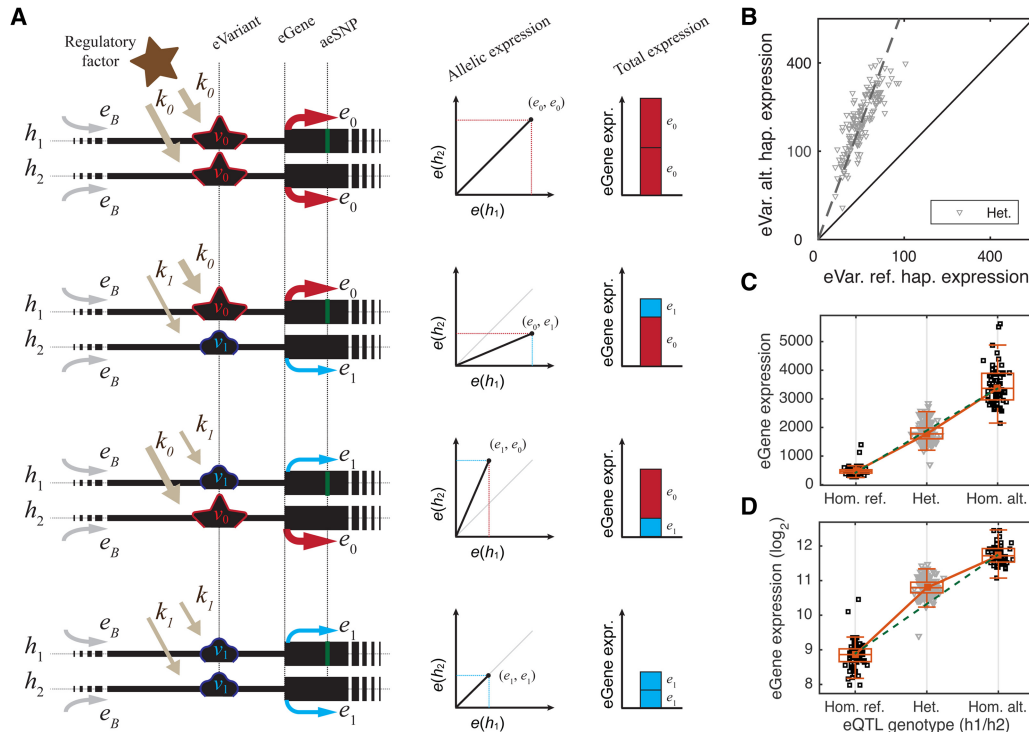 A
Regulatory factor
eVariant
eGene
aeSNP
Allelic expression
Total expression
k0
k0
eB
h1
v0
e0
h2
v0
eB
e0
e(h2)
(e0, e0)
e(h1)
eGene expr.
e0
e0
k0
k1
eB
h1
v0
e0
h2
v1
eB
e1
e(h2)
(e0, e1)
e(h1)
eGene expr.
e1
e0
k1
k0
eB
h1
v1
e1
h2
v0
eB
e0
e(h2)
(e1, e0)
e(h1)
eGene expr.
e0
e1
k1
k1
eB
h1
v1
e1
h2
v1
eB
e1
e(h2)
(e1, e1)
e(h1)
eGene expr.
e1
e1
B
eVar. alt. hap. expression
400
100
0
0 100 400
Het.
eVar. ref. hap. expression
C
eGene expression
5000
4000
3000
2000
1000
0
Hom. ref. Het. Hom. alt.
D
eGene expression (log2)
12
11
10
9
8
Hom. ref. Het. Hom. alt.
eQTL genotype (h1/h2)